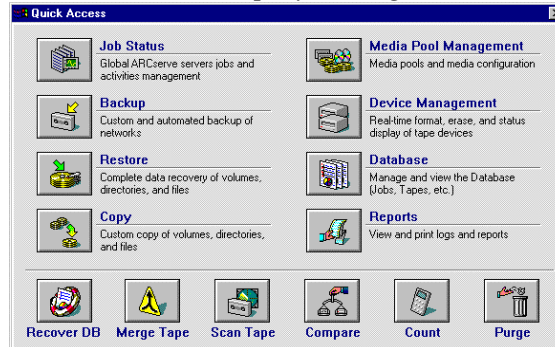 Quick Access
Job Status
Global ARCserve servers jobs and
activities management
Media Pool Management
Media pools and media configuration
Backup
Custom and automated backup of
networks
Device Management
Real-time format, erase, and status
display of tape devices
Restore
Complete data recovery of volumes,
directories, and files
Database
Manage and view the Database
(Jobs, Tapes, etc.)
Copy
Custom copy of volumes, directories,
and files
Reports
View and print logs and reports
Recover DB Merge Tape Scan Tape Compare Count Purge